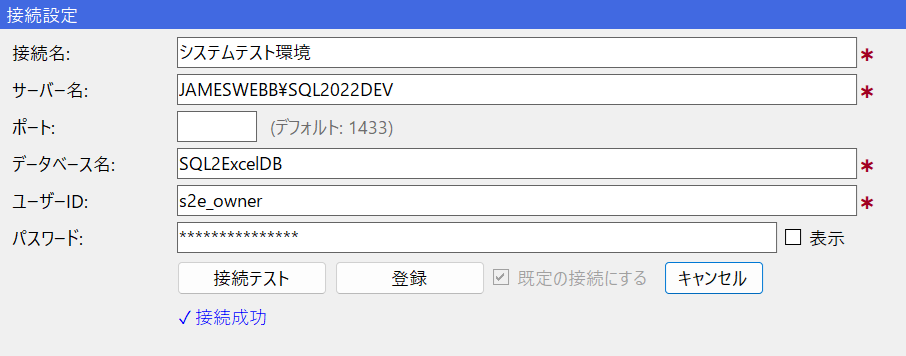 接続設定
接続名: システムテスト環境 *
サーバー名: JAMESWEBB¥SQL2022DEV *
ポート: (デフォルト: 1433)
データベース名: SQL2ExcelDB *
ユーザーID: s2e_owner *
パスワード: *************** 表示
接続テスト 登録 既定の接続にする キャンセル
✓ 接続成功